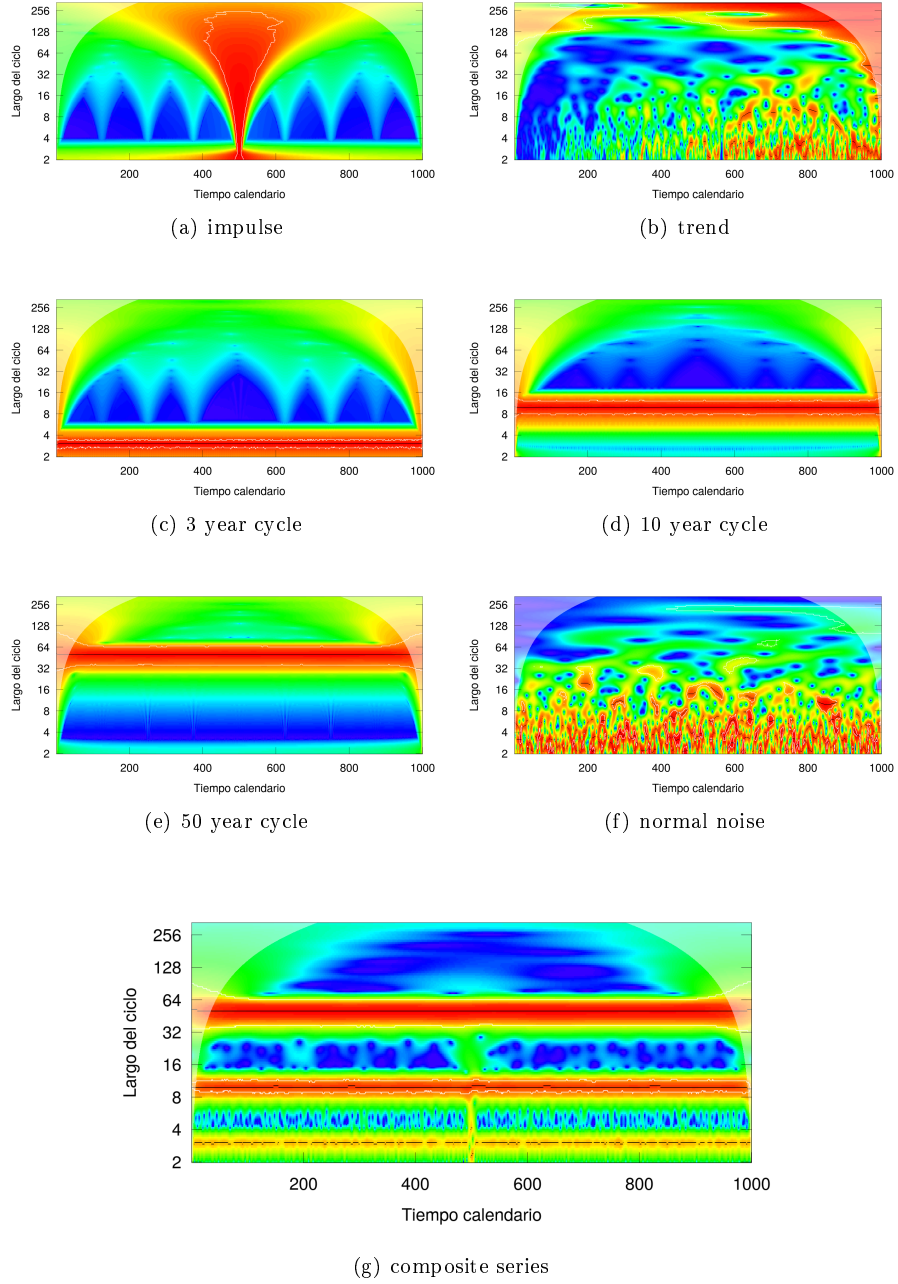 Largo del ciclo
256
128
64
32
16
8
4
2
200 400 600 800 1000
Tiempo calendario
(a) impulse
Largo del ciclo
256
128
64
32
16
8
4
2
200 400 600 800 1000
Tiempo calendario
(b) trend
Largo del ciclo
256
128
64
32
16
8
4
2
200 400 600 800 1000
Tiempo calendario
(c) 3 year cycle
Largo del ciclo
256
128
64
32
16
8
4
2
200 400 600 800 1000
Tiempo calendario
(d) 10 year cycle
Largo del ciclo
256
128
64
32
16
8
4
2
200 400 600 800 1000
Tiempo calendario
(e) 50 year cycle
Largo del ciclo
256
128
64
32
16
8
4
2
200 400 600 800 1000
Tiempo calendario
(f) normal noise
Largo del ciclo
256
128
64
32
16
8
4
2
200 400 600 800 1000
Tiempo calendario
(g) composite series